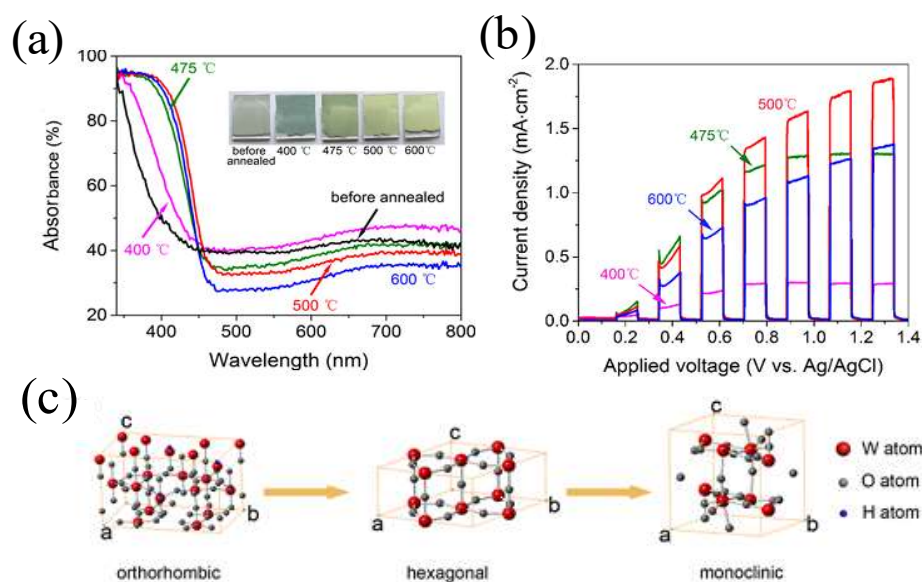 (a)
100
80
60
40
20
Absorbance (%)
475 ℃
before annealed
400 ℃
475 ℃
500 ℃
600℃
before annealed
400 ℃
600 ℃
500 ℃
400
500
600
700
800
Wavelength (nm)
(b)
2.0
1.5
1.0
0.5
0.0
Current density (mA·cm⁻²)
500℃
475℃
600℃
400℃
0.0
0.2
0.4
0.6
0.8
1.0
1.2
1.4
Applied voltage (V vs. Ag/AgCl)
(c)
c
a
b
orthorhombic
c
a
b
hexagonal
c
a
b
monoclinic
W atom
O atom
H atom